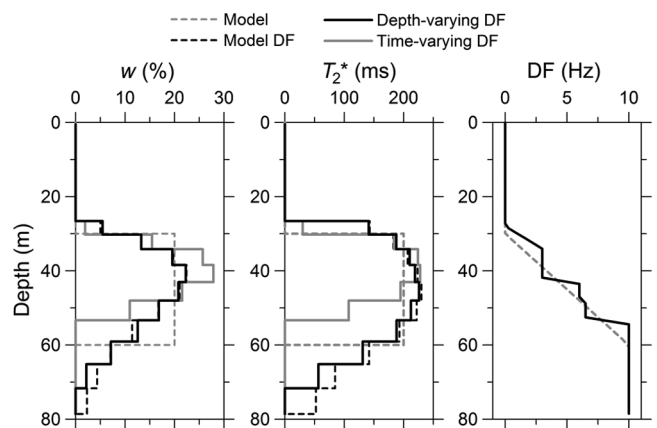 Model Depth-varying DF
Model DF Time-varying DF
w (%) T2* (ms) DF (Hz)
0 10 20 30 0 100 200 0 5 10
0 0 0
20 20 20
40 40 40
60 60 60
80 80 80
Depth (m)